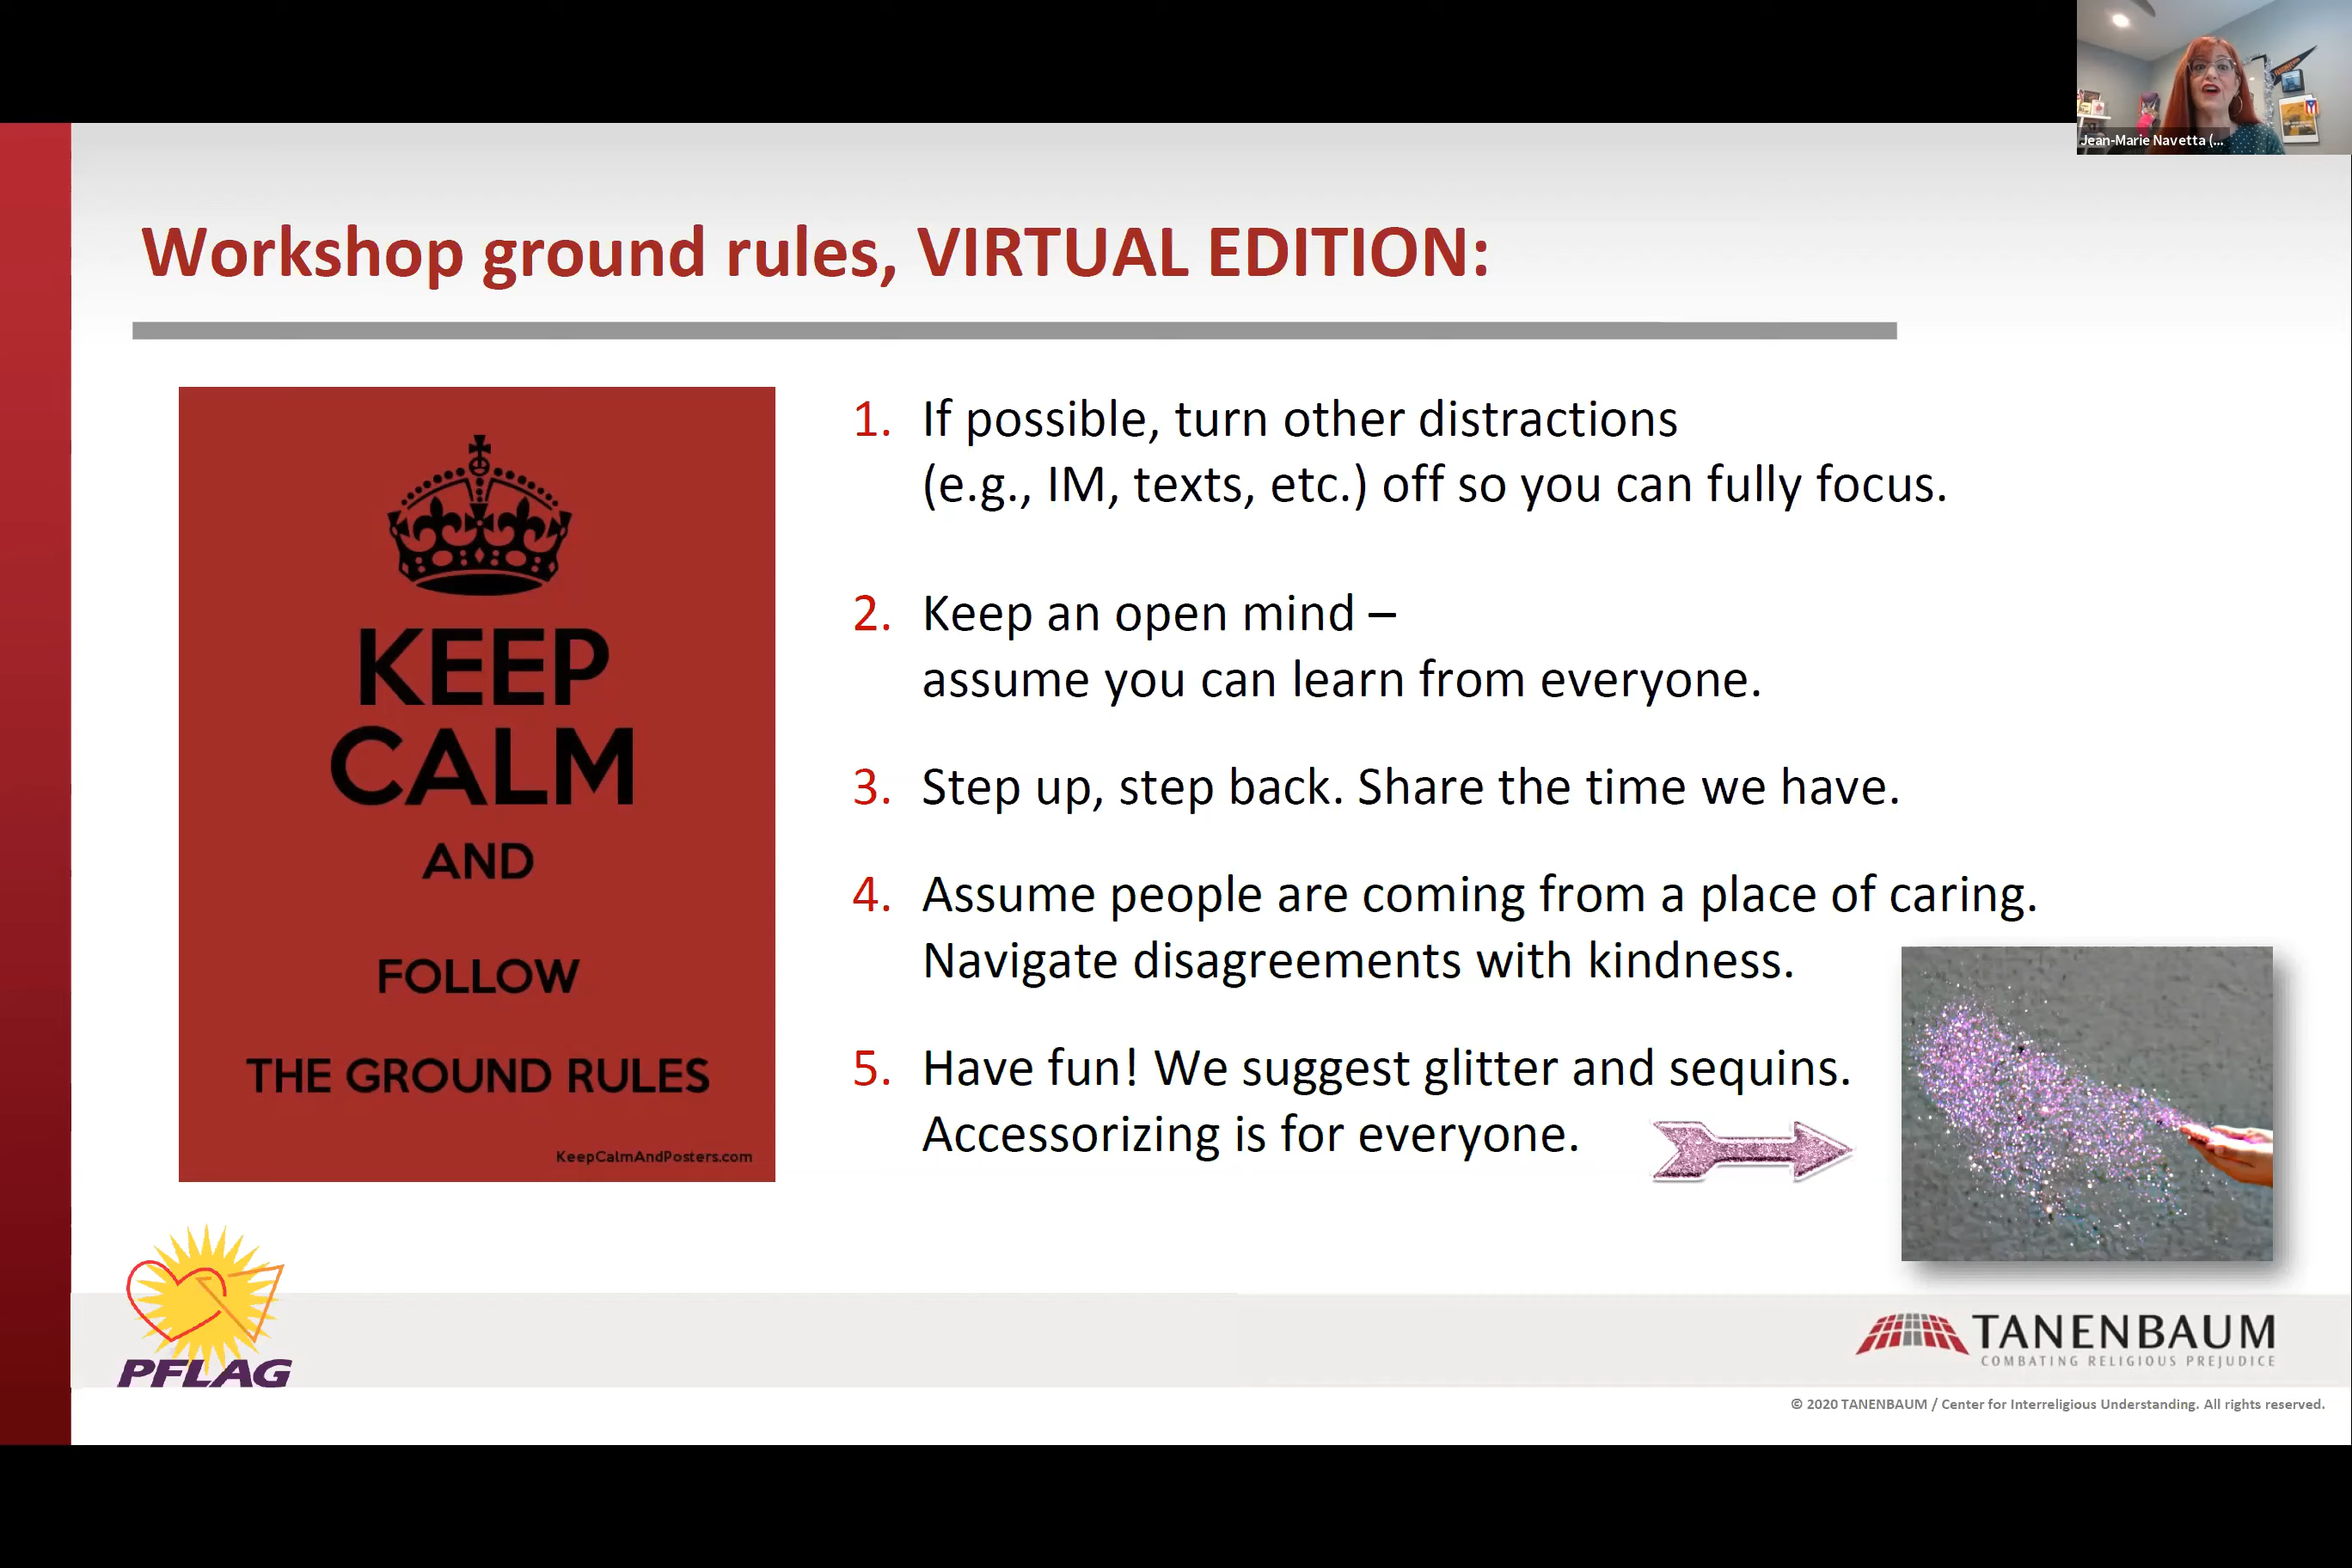 Jean-Marie Navetta (...
Workshop ground rules, VIRTUAL EDITION:
KEEP
CALM
AND
FOLLOW
THE GROUND RULES
KeepCalmAndPosters.com
1. If possible, turn other distractions
(e.g., IM, texts, etc.) off so you can fully focus.
2. Keep an open mind –
assume you can learn from everyone.
3. Step up, step back. Share the time we have.
4. Assume people are coming from a place of caring.
Navigate disagreements with kindness.
5. Have fun! We suggest glitter and sequins.
Accessorizing is for everyone.
PFLAG
TANENBAUM
COMBATING RELIGIOUS PREJUDICE
© 2020 TANENBAUM / Center for Interreligious Understanding. All rights reserved.